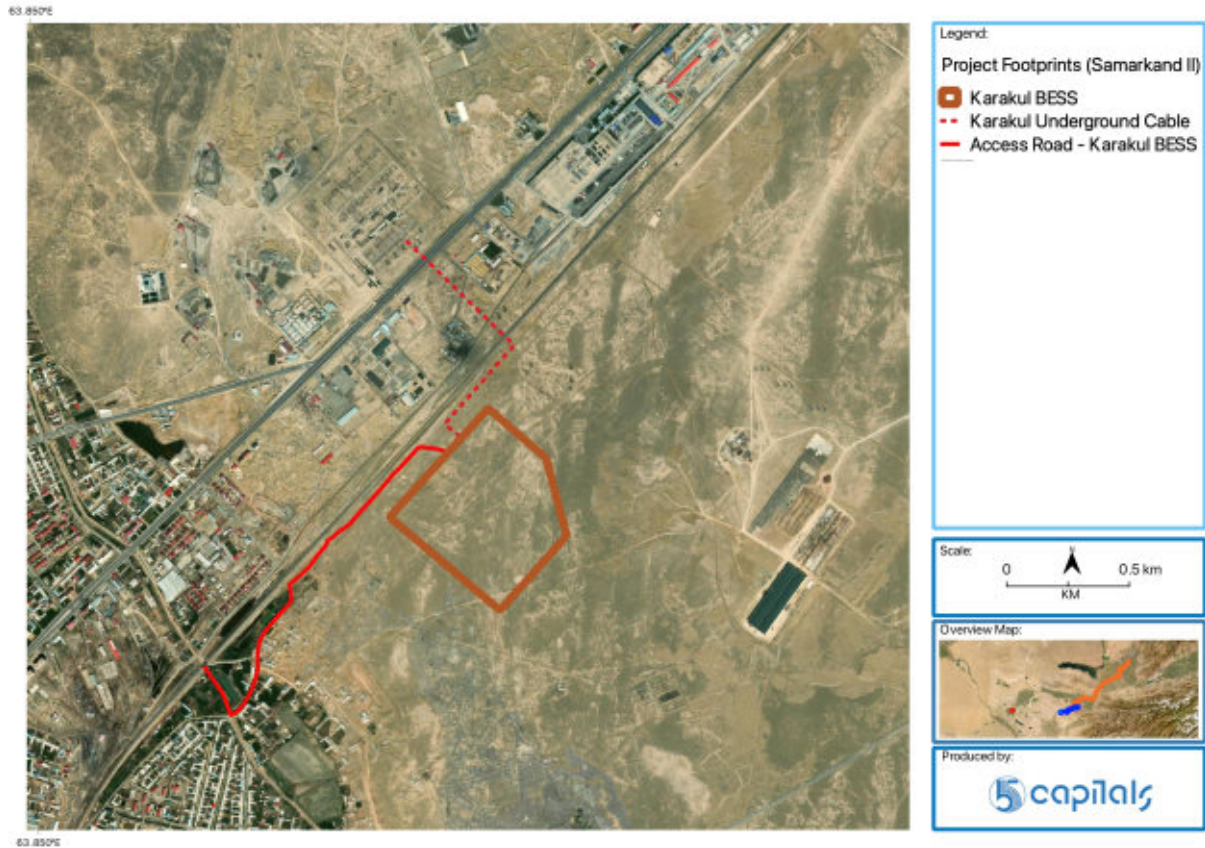 63.850°E
Legend:
Project Footprints (Samarkand II)
Karakul BESS
Karakul Underground Cable
Access Road - Karakul BESS
Scale:
0 0.5 km
KM
Overview Map:
Produced by:
5 capitals
63.850°E